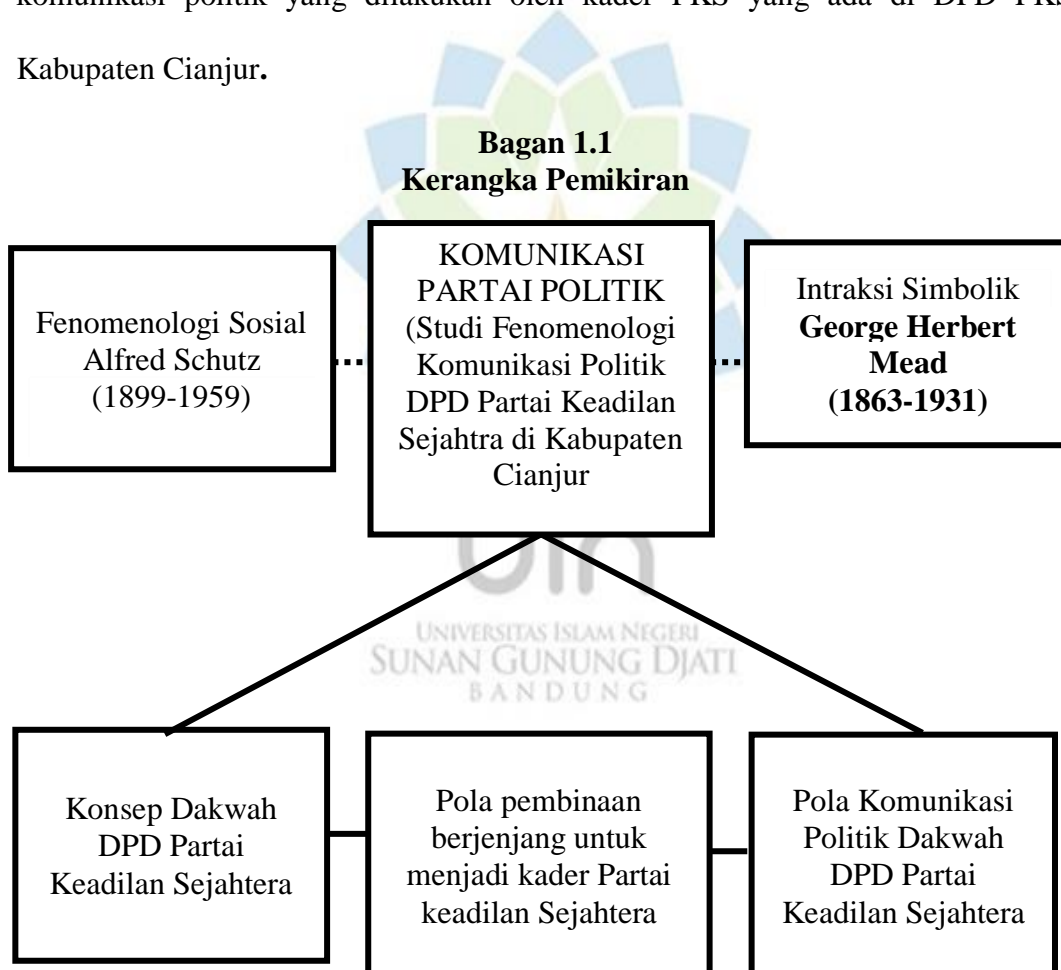 komunikasi politik yang dilakukan oleh kader PKS yang ada di DPD PKS
Kabupaten Cianjur.
Bagan 1.1
Kerangka Pemikiran
Fenomenologi Sosial
Alfred Schutz
(1899-1959)
KOMUNIKASI
PARTAI POLITIK
(Studi Fenomenologi
Komunikasi Politik
DPD Partai Keadilan
Sejahtra di Kabupaten
Cianjur
Intraksi Simbolik
George Herbert
Mead
(1863-1931)
uin
UNIVERSITAS ISLAM NEGERI
SUNAN GUNUNG DJATI
BANDUNG
Konsep Dakwah
DPD Partai
Keadilan Sejahtera
Pola pembinaan
berjenjang untuk
menjadi kader Partai
keadilan Sejahtera
Pola Komunikasi
Politik Dakwah
DPD Partai
Keadilan Sejahtera